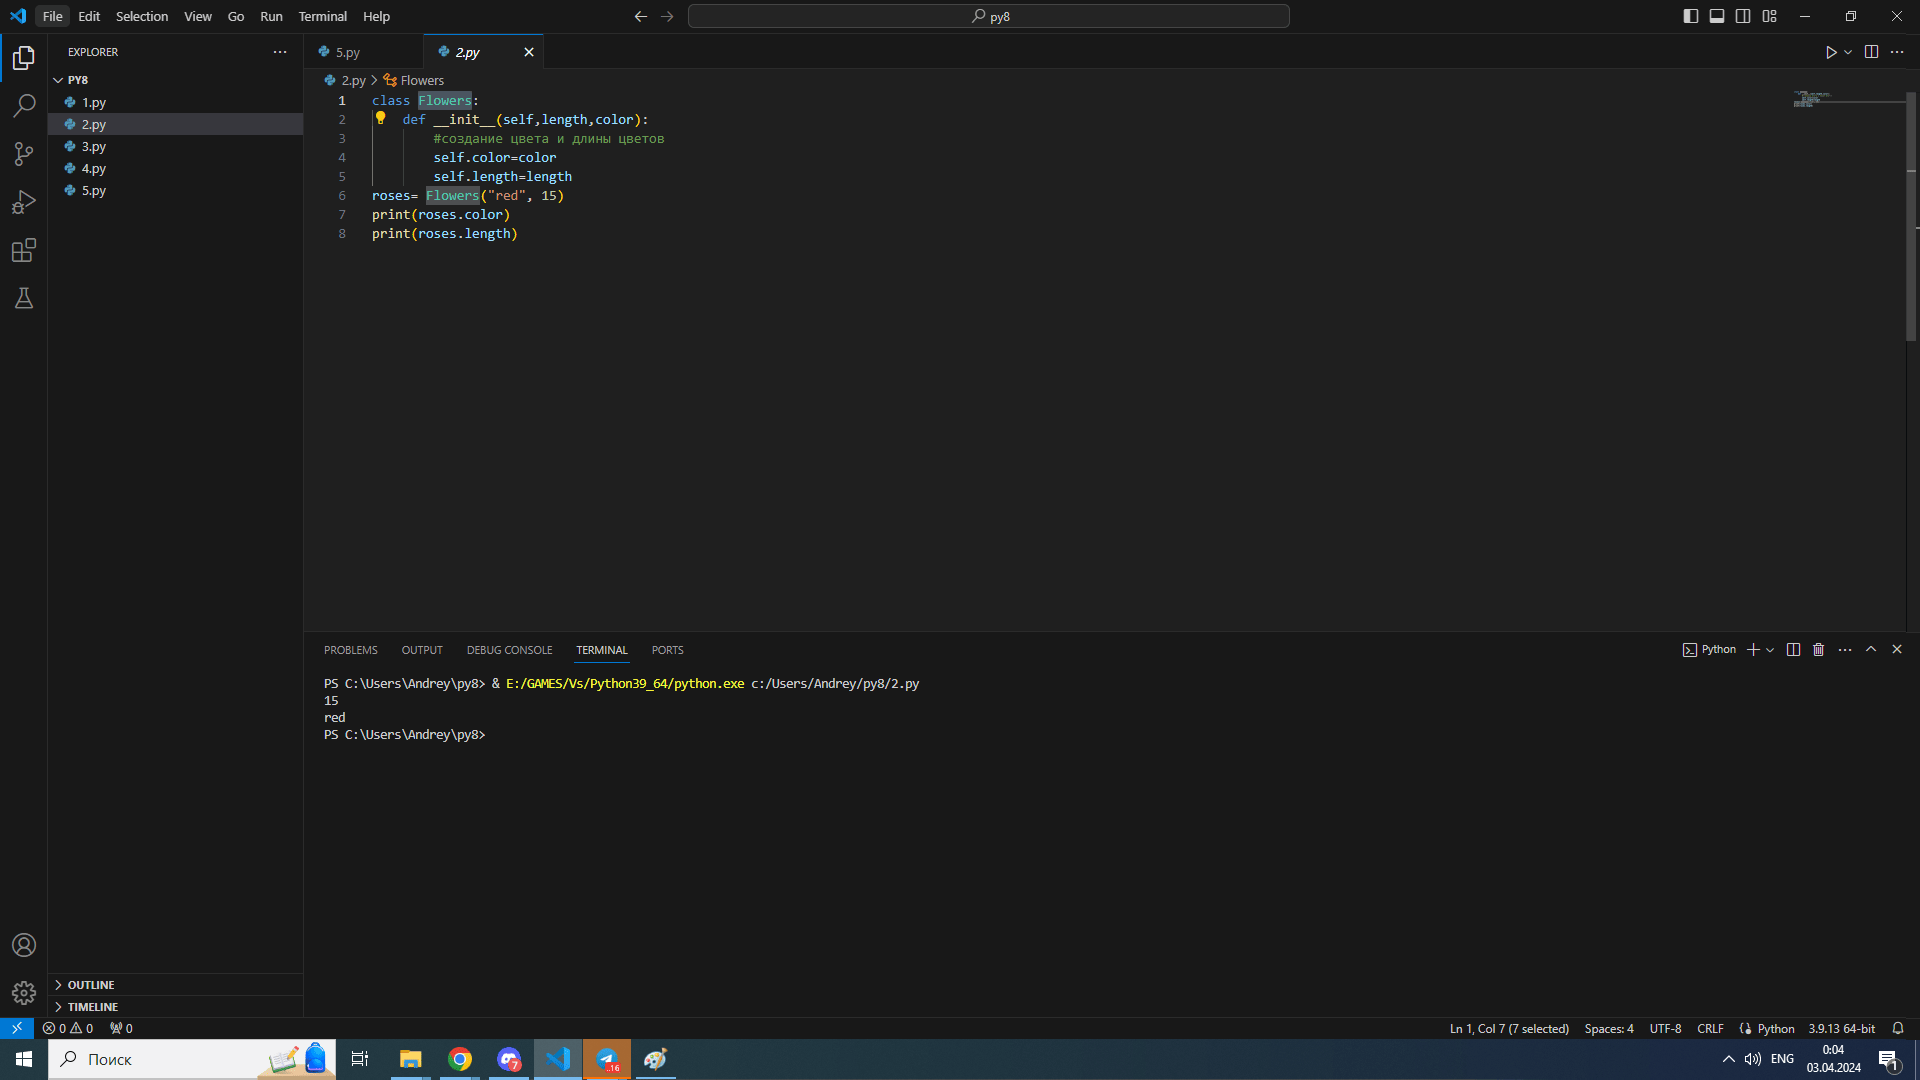 File Edit Selection View Go Run Terminal Help
py8
EXPLORER
PY8
1.py
2.py
3.py
4.py
5.py
OUTLINE
TIMELINE
5.py 2.py
2.py > Flowers
1 class Flowers:
2 def __init__(self,length,color):
3 #создание цвета и длины цветов
4 self.color=color
5 self.length=length
6 roses= Flowers("red", 15)
7 print(roses.color)
8 print(roses.length)
PROBLEMS OUTPUT DEBUG CONSOLE TERMINAL PORTS
Python
PS C:\Users\Andrey\py8> & E:/GAMES/Vs/Python39_64/python.exe c:/Users/Andrey/py8/2.py
15
red
PS C:\Users\Andrey\py8>
0 0 0
Ln 1, Col 7 (7 selected) Spaces: 4 UTF-8 CRLF Python 3.9.13 64-bit
Поиск
7
..16
ENG
0:04
03.04.2024
1